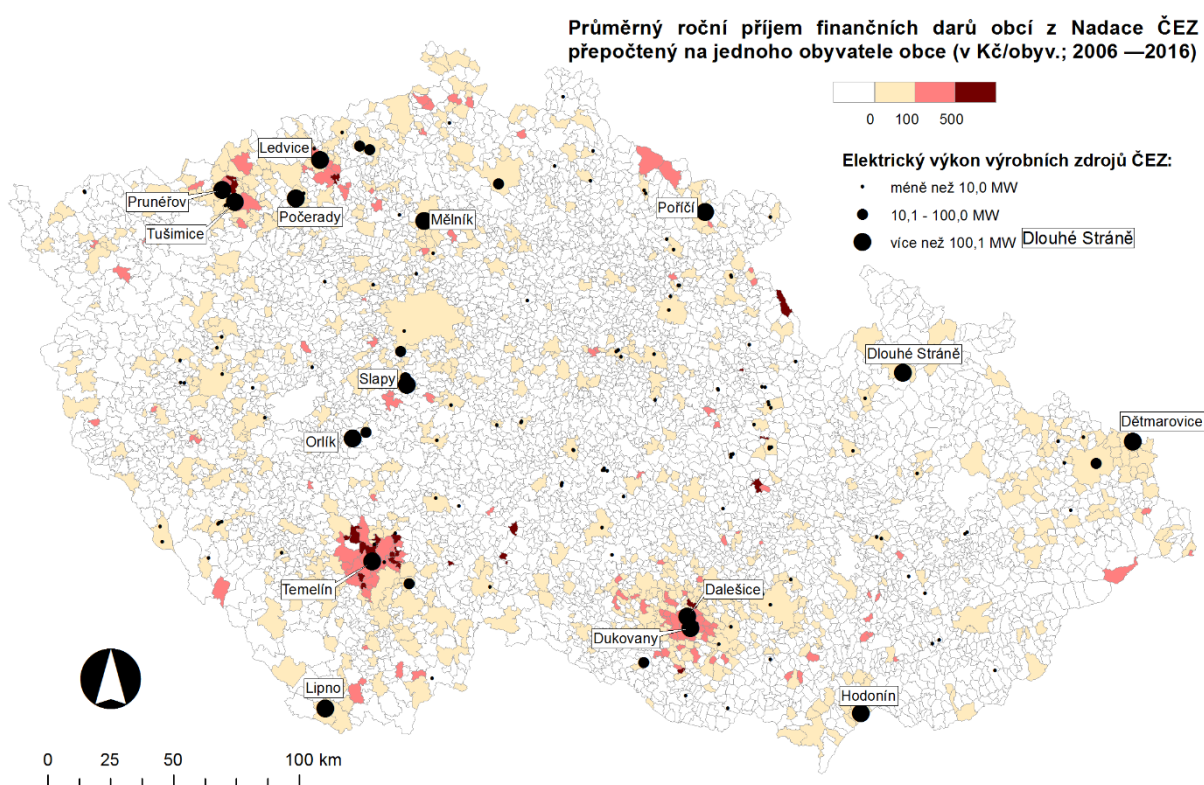 Průměrný roční příjem finančních darů obcí z Nadace ČEZ
přepočtený na jednoho obyvatele obce (v Kč/obyv.; 2006 —2016)
0 100 500
Elektrický výkon výrobních zdrojů ČEZ:
méně než 10,0 MW
10,1 - 100,0 MW
více než 100,1 MW
Dlouhé Stráně
Ledvice
Prunéřov
Počerady
Tušimice
Mělník
Poříčí
Dlouhé Stráně
Slapy
Orlík
Dětmarovice
Temelín
Dalešice
Dukovany
Lipno
Hodonín
0 25 50 100 km